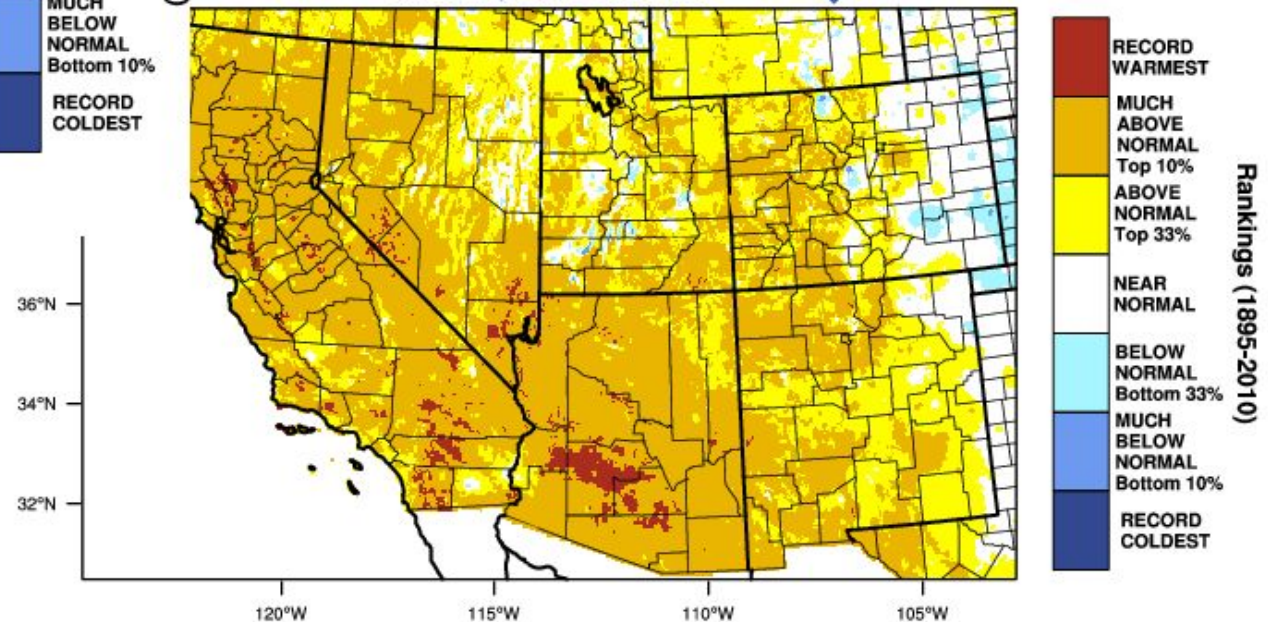 MUCH
BELOW
NORMAL
Bottom 10%
RECORD
COLDEST
36°N
34°N
32°N
120°W
115°W
110°W
105°W
RECORD
WARMEST
MUCH
ABOVE
NORMAL
Top 10%
ABOVE
NORMAL
Top 33%
NEAR
NORMAL
BELOW
NORMAL
Bottom 33%
MUCH
BELOW
NORMAL
Bottom 10%
RECORD
COLDEST
Rankings (1895-2010)